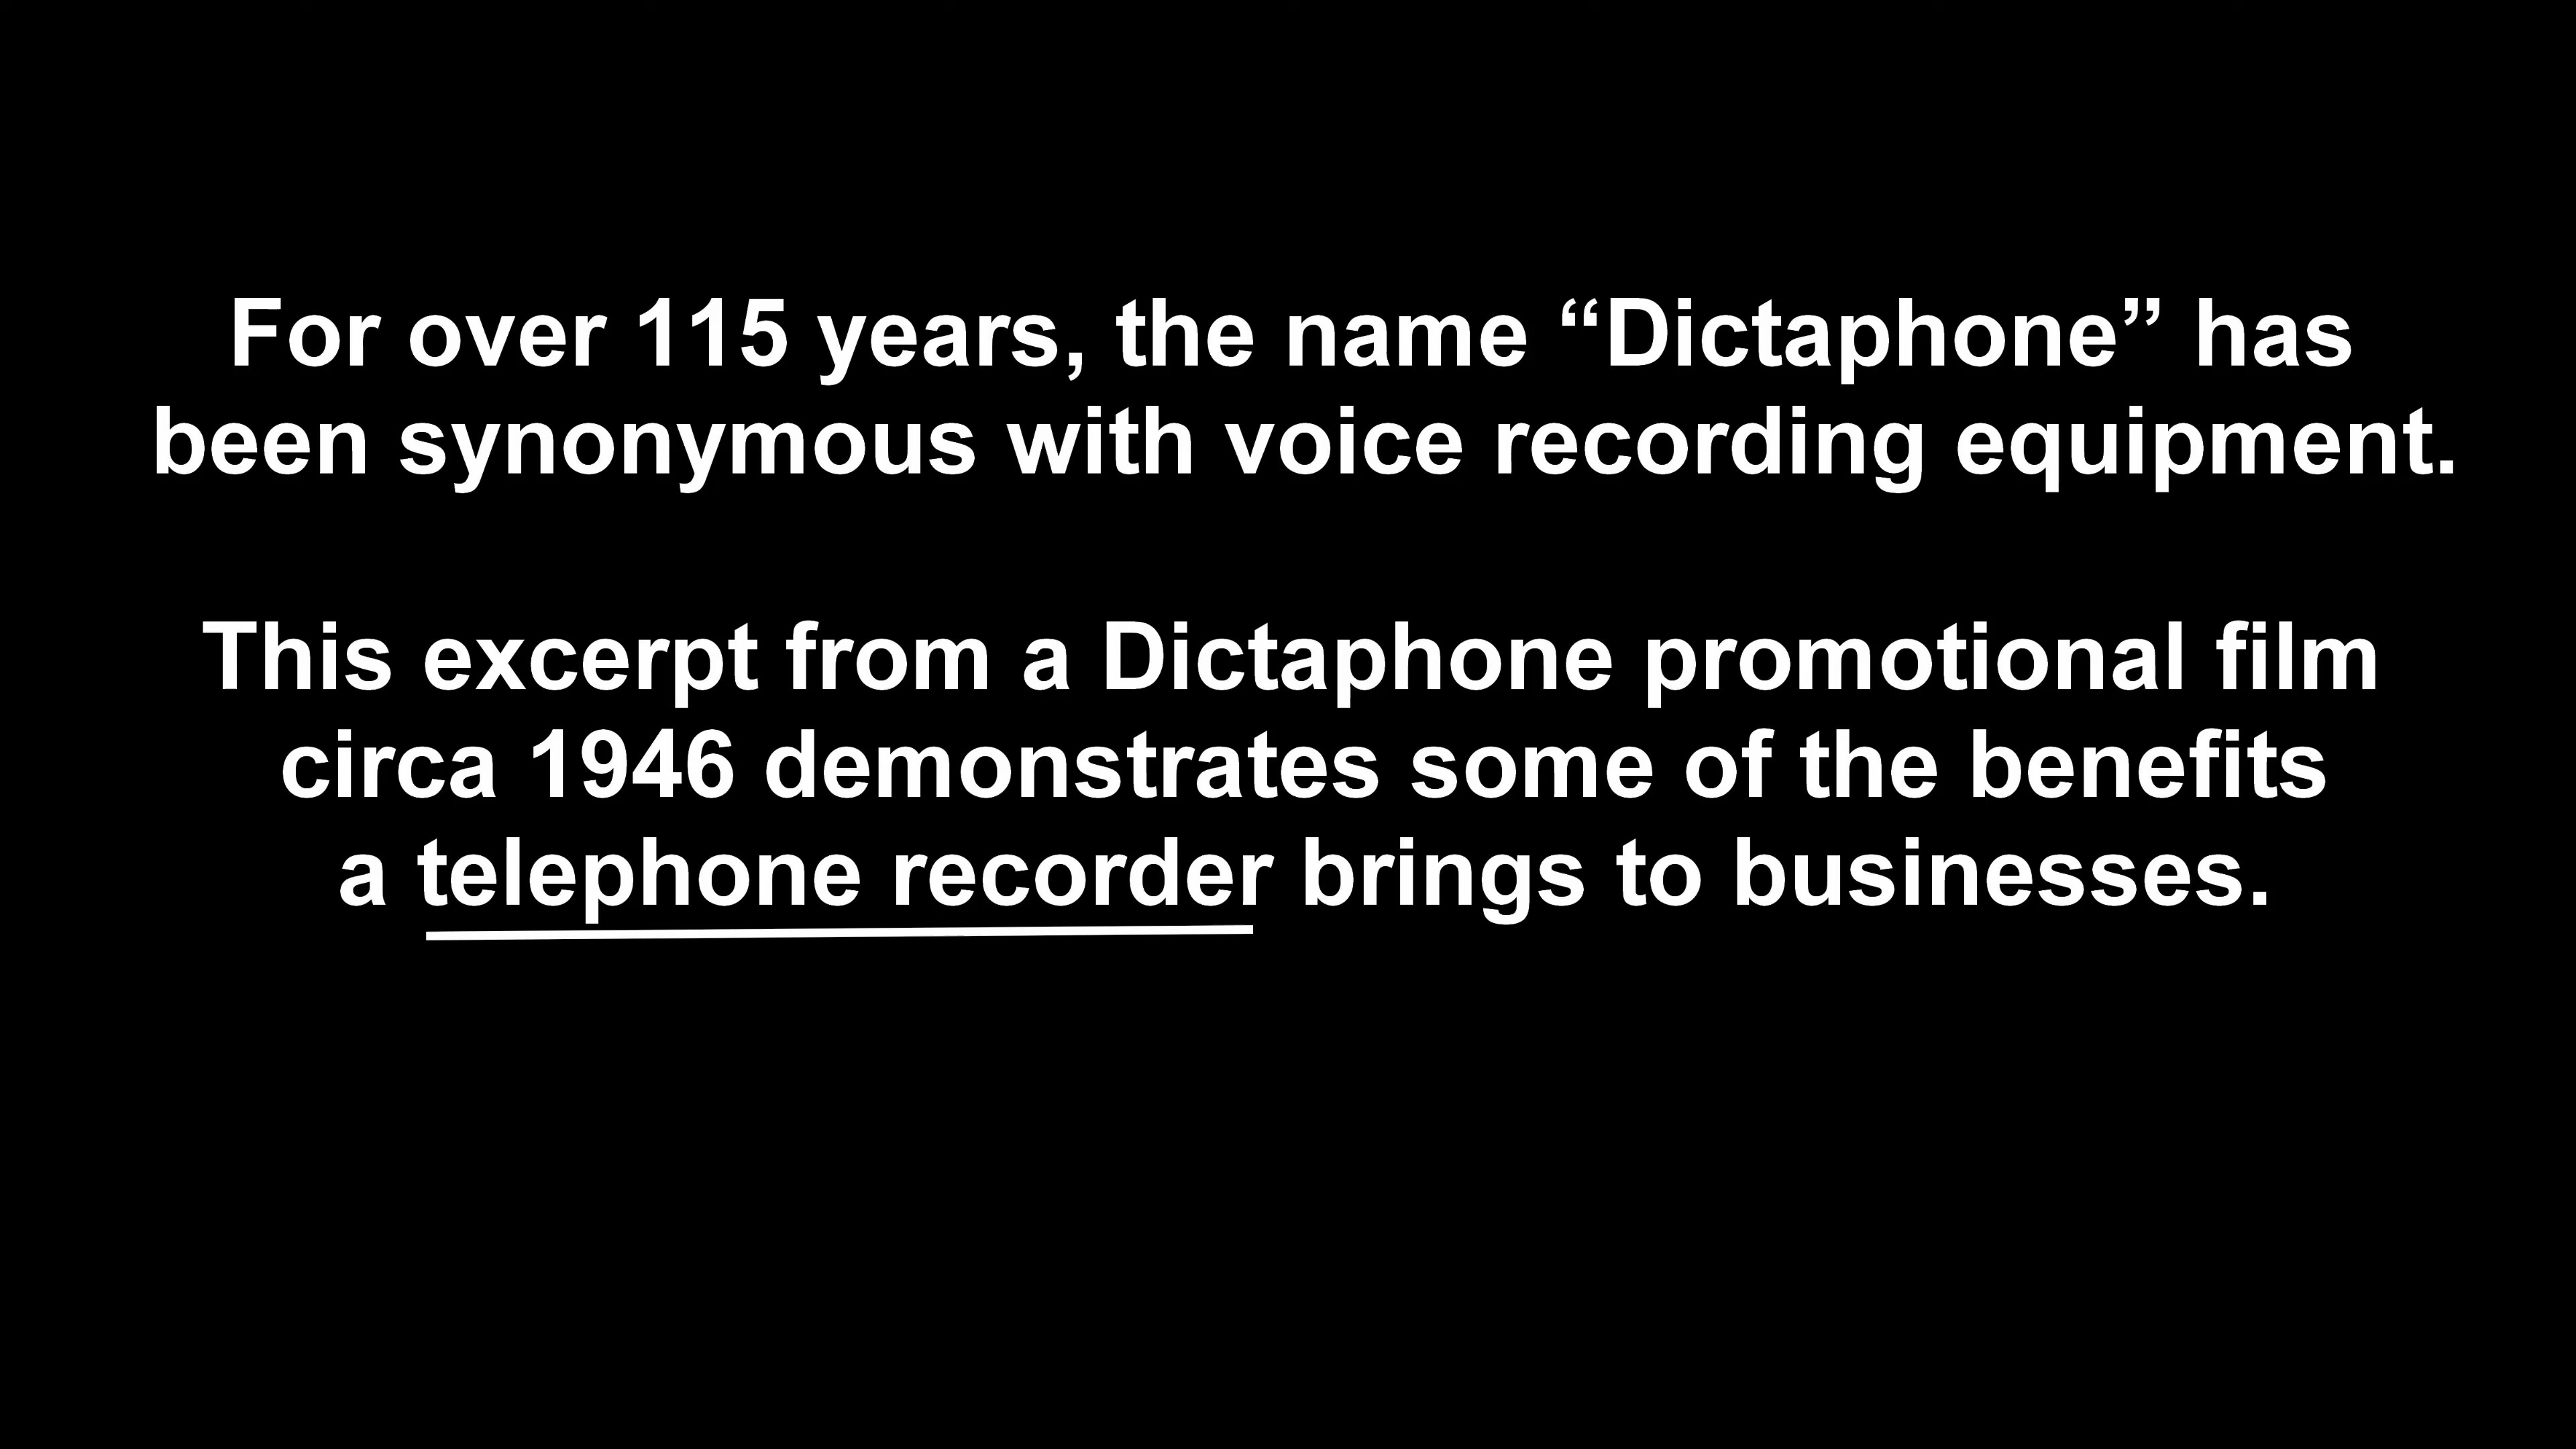 For over 115 years, the name “Dictaphone” has
been synonymous with voice recording equipment.
This excerpt from a Dictaphone promotional film
circa 1946 demonstrates some of the benefits
a telephone recorder brings to businesses.